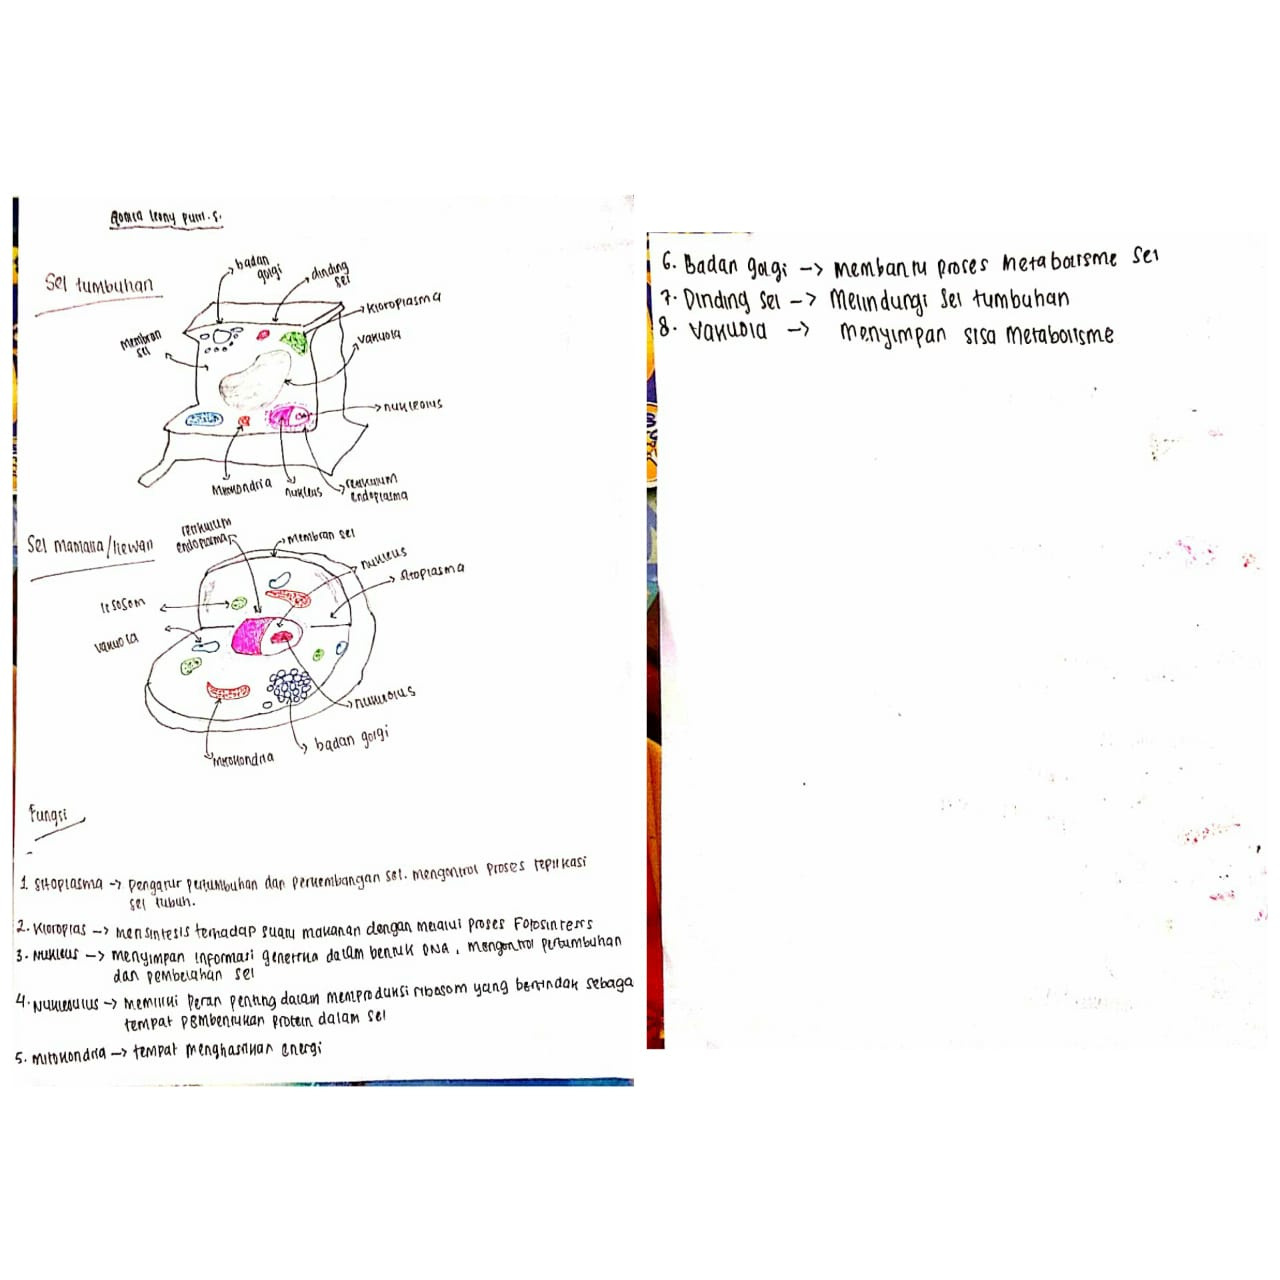 Leony Putri. S.
Sel tumbuhan
badan
golgi
dinding
sel
Kloroplasma
Membran
sel
vakuola
nukleolus
Mitokondria
nukleus
retikulum
endoplasma
Sel mamalia/hewan
retikulum
endoplasma
Membran sel
nukleus
sitoplasma
lisosom
vakuola
nukleolus
badan golgi
Mitokondria
Fungsi
1. Sitoplasma -> Pengatur pertumbuhan dan perkembangan sel. mengontrol proses replikasi
sel tubuh.
2. Kloroplas -> mensintesis terhadap suatu makanan dengan melalui proses Fotosintesis
3. Nukleus -> menyimpan informasi genetika dalam bentuk DNA, mengontrol pertumbuhan
dan pembelahan sel
4. Nukleoulus -> memiliki peran penting dalam memproduksi ribosom yang bertindak sebaga
tempat pembentukan protein dalam sel
5. Mitokondria -> tempat menghasilkan energi
6. Badan golgi -> membantu proses Metabolisme Sel
7. Dinding Sel -> Melindungi Sel tumbuhan
8. Vakuola -> menyimpan sisa Metabolisme